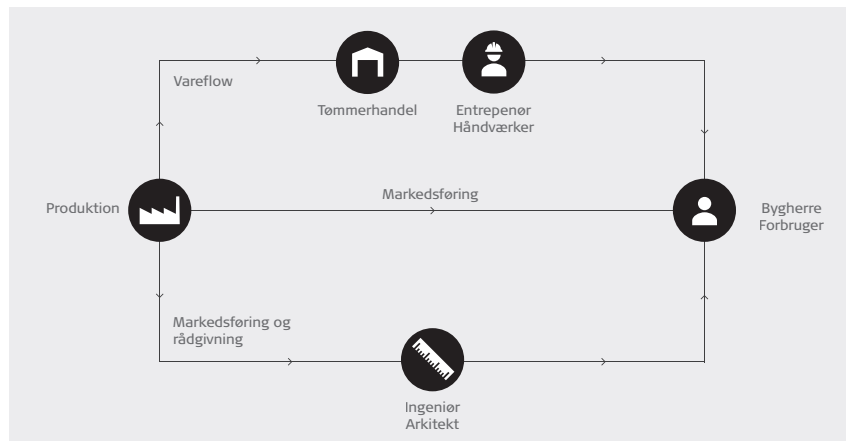 Vareflow
Tømmerhandel
Entrepenør
Håndværker
Produktion
Markedsføring
Bygherre
Forbruger
Markedsføring og
rådgivning
Ingeniør
Arkitekt